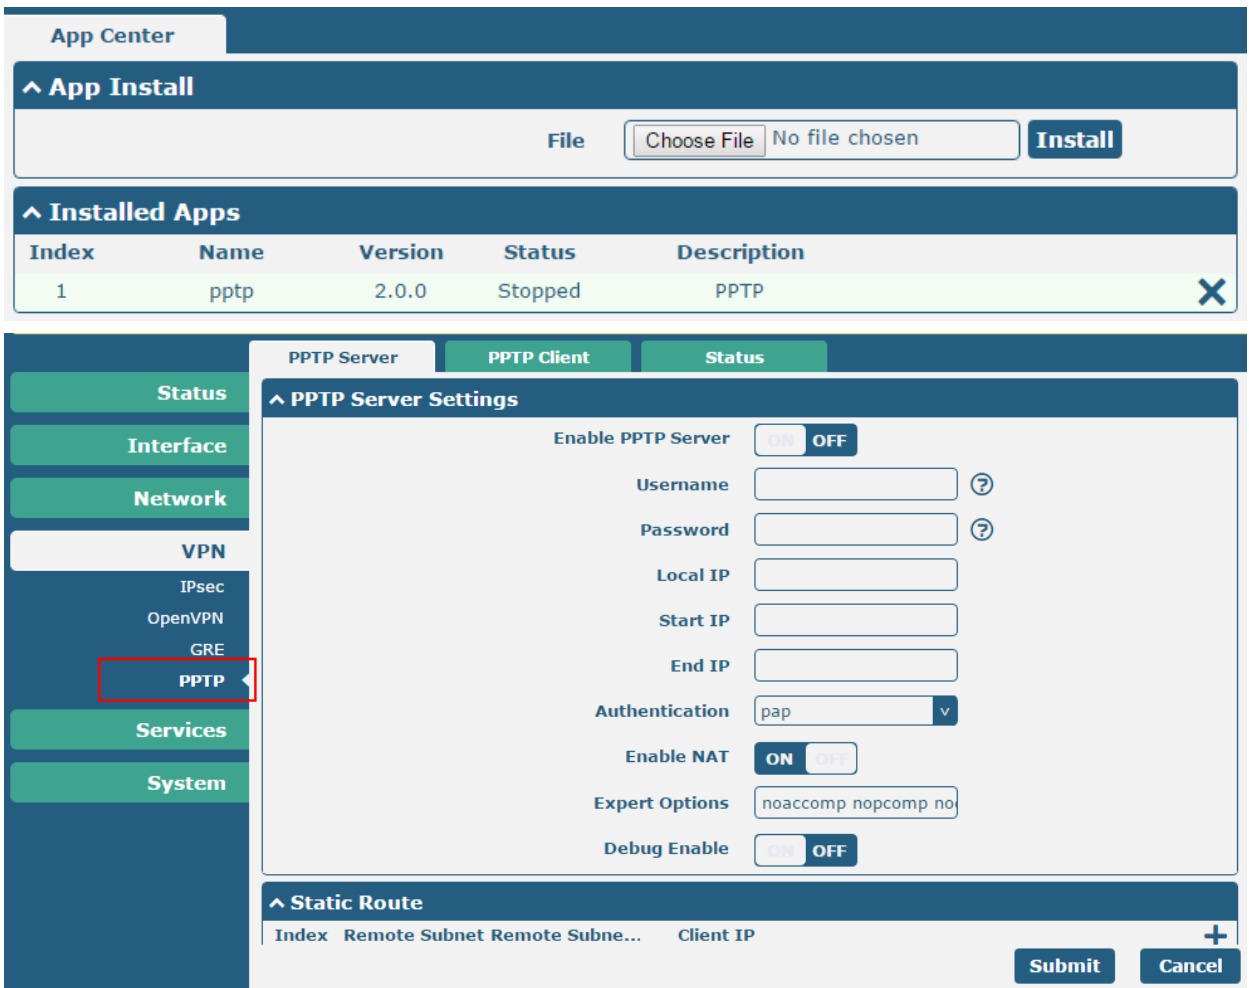 App Center
App Install
File Choose File No file chosen Install
Installed Apps
Index Name Version Status Description
1 pptp 2.0.0 Stopped PPTP
PPTP Server PPTP Client Status
Status
Interface
Network
VPN
IPsec
OpenVPN
GRE
PPTP
Services
System
PPTP Server Settings
Enable PPTP Server ON OFF
Username ?
Password ?
Local IP
Start IP
End IP
Authentication pap v
Enable NAT ON OFF
Expert Options noaccomp nopcomp
Debug Enable ON OFF
Static Route
Index Remote Subnet Remote Subne... Client IP
Submit Cancel